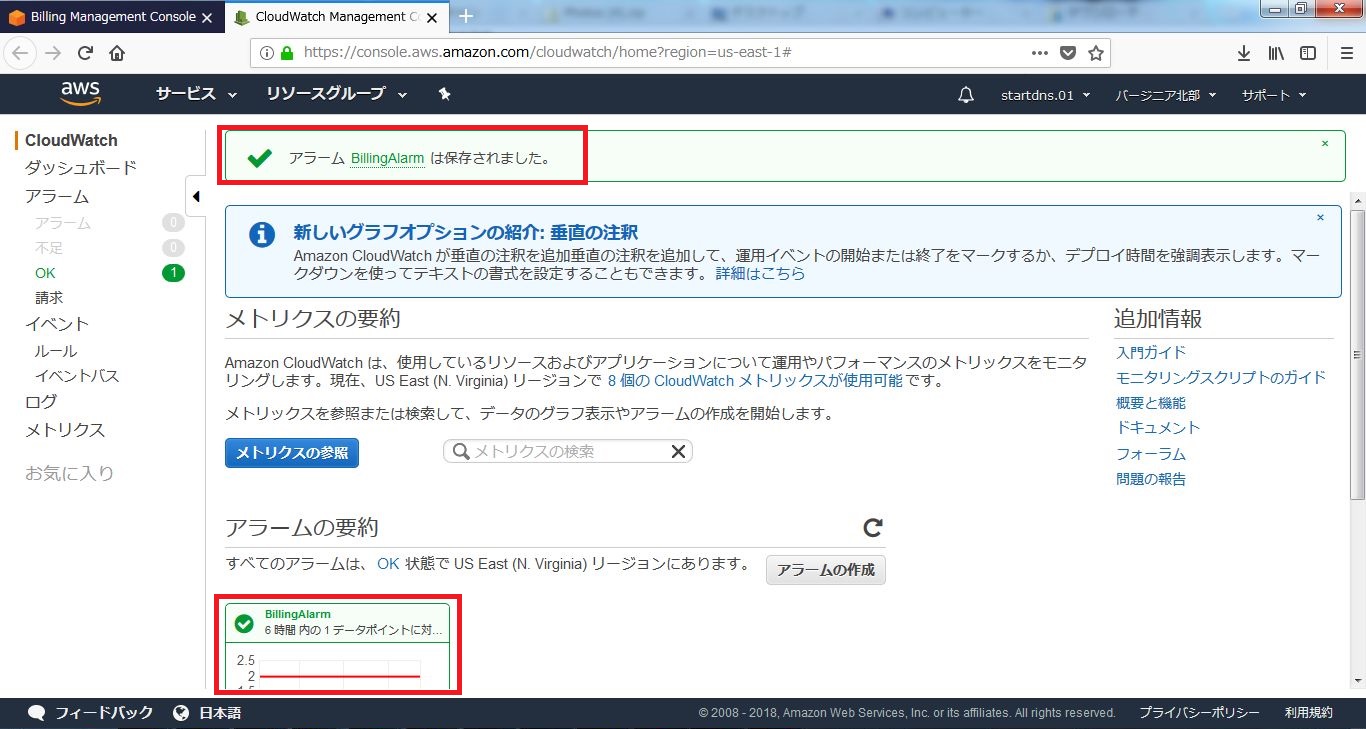 Billing Management Console
CloudWatch Management C
https://console.aws.amazon.com/cloudwatch/home?region=us-east-1#
aws
サービス
リソースグループ
startdns.01
バージニア北部
サポート
CloudWatch
ダッシュボード
アラーム
アラーム 0
不足 0
OK 1
請求
イベント
ルール
イベントバス
ログ
メトリクス
お気に入り
アラーム BillingAlarm は保存されました。
新しいグラフオプションの紹介: 垂直の注釈
Amazon CloudWatch が垂直の注釈を追加垂直の注釈を追加して、運用イベントの開始または終了をマークするか、デプロイ時間を強調表示します。マー
クダウンを使ってテキストの書式を設定することもできます。 詳細はこちら
メトリクスの要約
Amazon CloudWatch は、使用しているリソースおよびアプリケーションについて運用やパフォーマンスのメトリックスをモニタ
リングします。現在、US East (N. Virginia) リージョンで 8 個の CloudWatch メトリックスが使用可能 です。
メトリックスを参照または検索して、データのグラフ表示やアラームの作成を開始します。
メトリクスの参照
メトリクスの検索
アラームの要約
すべてのアラームは、 OK 状態で US East (N. Virginia) リージョンにあります。
アラームの作成
BillingAlarm
6 時間 内の 1 データポイントに対...
2.5
2
追加情報
入門ガイド
モニタリングスクリプトのガイド
概要と機能
ドキュメント
フォーラム
問題の報告
フィードバック
日本語
© 2008 - 2018, Amazon Web Services, Inc. or its affiliates. All rights reserved.
プライバシーポリシー
利用規約